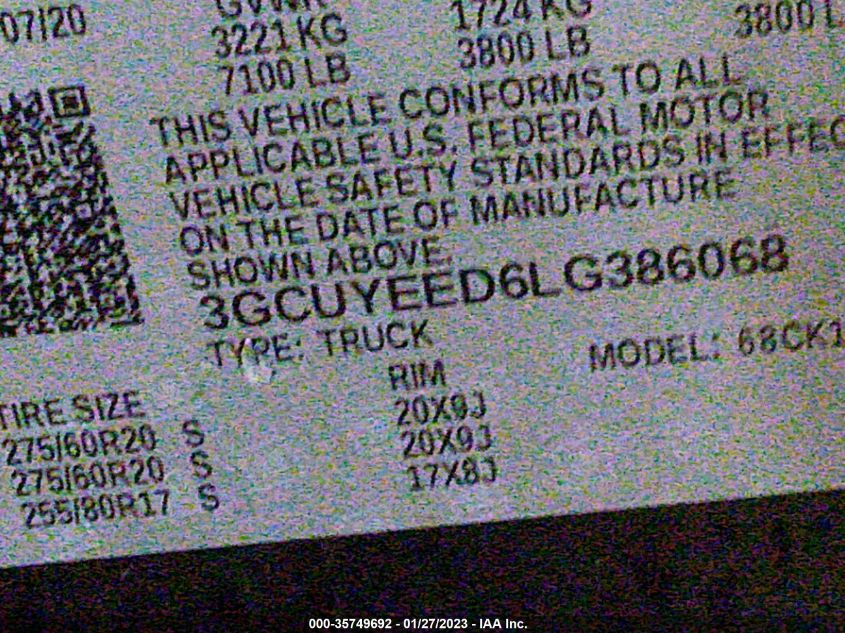 07/20 GVWR 1724 KG 3800 L
3221 KG 3800 LB
7100 LB
THIS VEHICLE CONFORMS TO ALL
APPLICABLE U.S. FEDERAL MOTOR
VEHICLE SAFETY STANDARDS IN EFFEC
ON THE DATE OF MANUFACTURE
SHOWN ABOVE.
3GCUYEED6LG386068
TYPE: TRUCK MODEL: 68CK1
TIRE SIZE RIM
275/60R20 S 20X9J
275/60R20 S 20X9J
255/80R17 S 17X8J
000-35749692 - 01/27/2023 - IAA Inc.